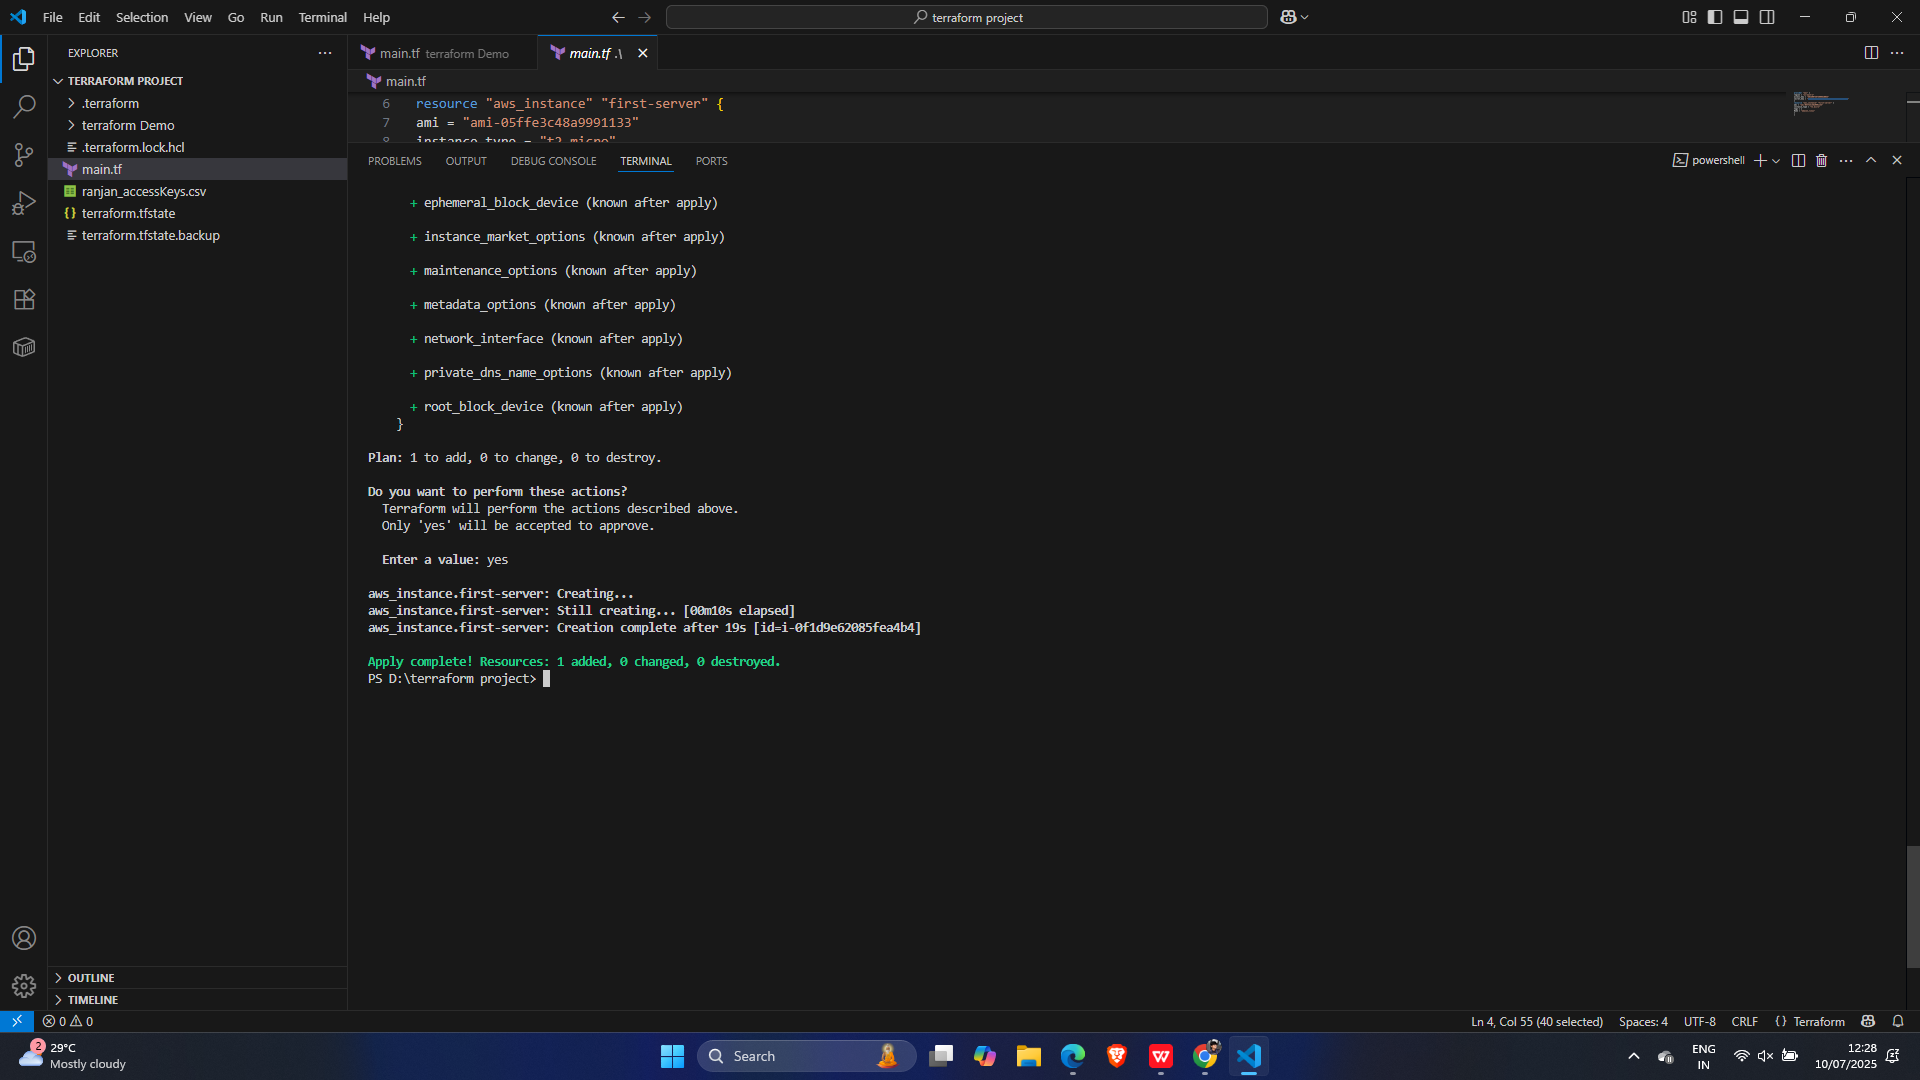 File Edit Selection View Go Run Terminal Help
terraform project
EXPLORER
TERRAFORM PROJECT
.terraform
terraform Demo
.terraform.lock.hcl
main.tf
ranjan_accessKeys.csv
terraform.tfstate
terraform.tfstate.backup
OUTLINE
TIMELINE
main.tf terraform Demo
main.tf .\
main.tf
6 resource "aws_instance" "first-server" {
7 ami = "ami-05ffe3c48a9991133"
8 instance_type = "t2.micro"
PROBLEMS OUTPUT DEBUG CONSOLE TERMINAL PORTS
powershell
+ ephemeral_block_device (known after apply)
+ instance_market_options (known after apply)
+ maintenance_options (known after apply)
+ metadata_options (known after apply)
+ network_interface (known after apply)
+ private_dns_name_options (known after apply)
+ root_block_device (known after apply)
}
Plan: 1 to add, 0 to change, 0 to destroy.
Do you want to perform these actions?
Terraform will perform the actions described above.
Only 'yes' will be accepted to approve.
Enter a value: yes
aws_instance.first-server: Creating...
aws_instance.first-server: Still creating... [00m10s elapsed]
aws_instance.first-server: Creation complete after 19s [id=i-0f1d9e62085fea4b4]
Apply complete! Resources: 1 added, 0 changed, 0 destroyed.
PS D:\terraform project>
0 0
Ln 4, Col 55 (40 selected) Spaces: 4 UTF-8 CRLF {} Terraform
2
29°C
Mostly cloudy
Search
ENG
IN
12:28
10/07/2025